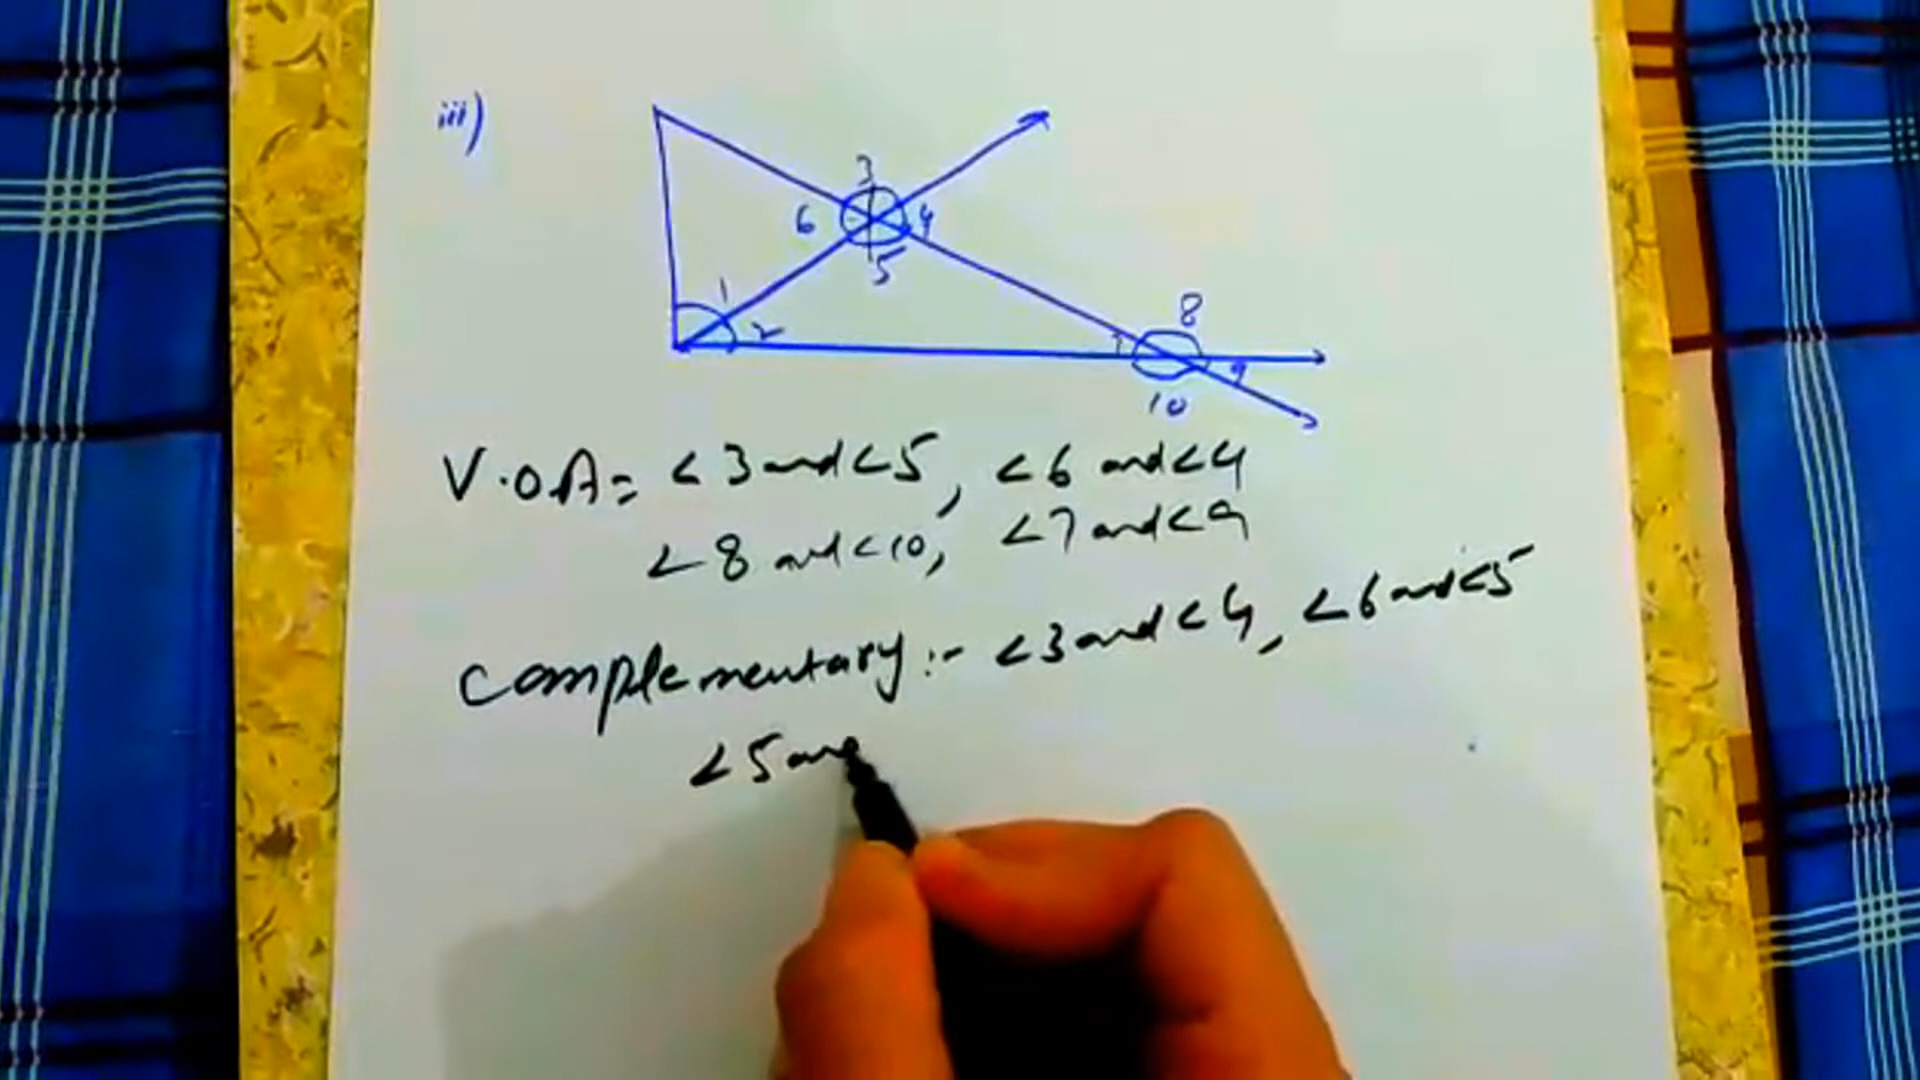 iii)
3
6 4
5
1
2
8
7
9
10
V.O.A= <3 and <5, <6 and <4
<8 and <10, <7 and <9
complementary :- <3 and <4, <6 and <5
<5 and